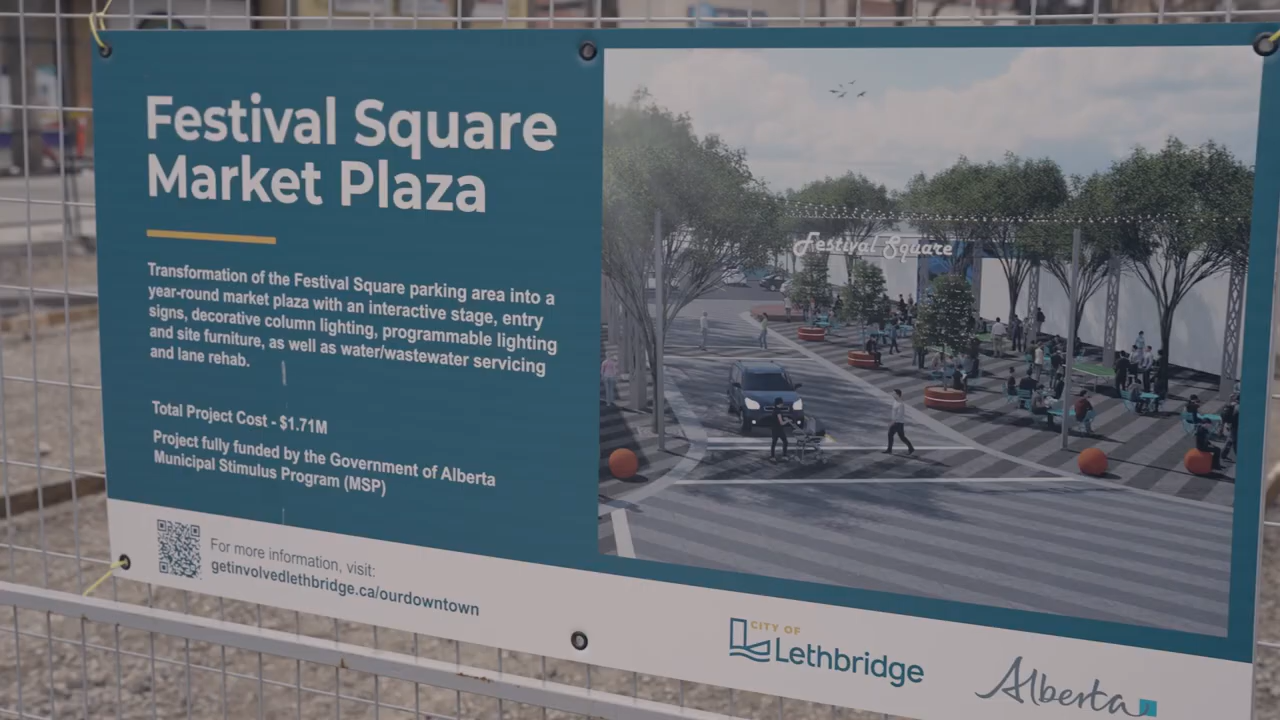 Festival Square
Market Plaza
Transformation of the Festival Square parking area into a
year-round market plaza with an interactive stage, entry
signs, decorative column lighting, programmable lighting
and site furniture, as well as water/wastewater servicing
and lane rehab.
Total Project Cost - $1.71M
Project fully funded by the Government of Alberta
Municipal Stimulus Program (MSP)
For more information, visit:
getinvolvedlethbridge.ca/ourdowntown
Festival Square
CITY OF
Lethbridge
Alberta